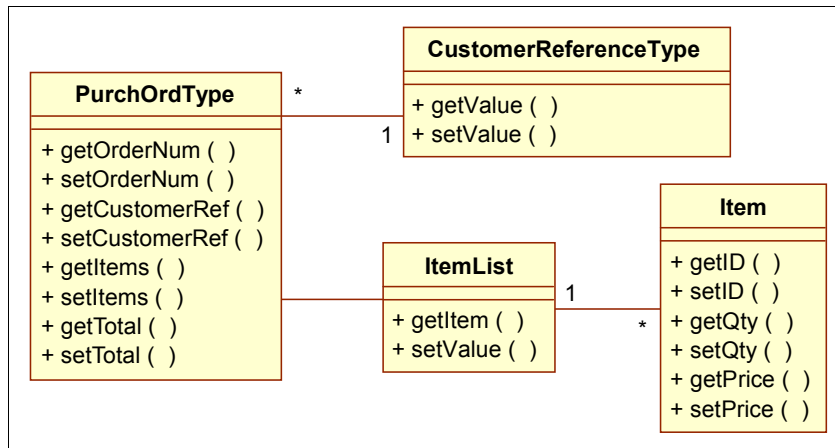 PurchOrdType
+ getOrderNum ( )
+ setOrderNum ( )
+ getCustomerRef ( )
+ setCustomerRef ( )
+ getItems ( )
+ setItems ( )
+ getTotal ( )
+ setTotal ( )
*
1
CustomerReferenceType
+ getValue ( )
+ setValue ( )
ItemList
+ getItem ( )
+ setValue ( )
1
*
Item
+ getID ( )
+ setID ( )
+ getQty ( )
+ setQty ( )
+ getPrice ( )
+ setPrice ( )